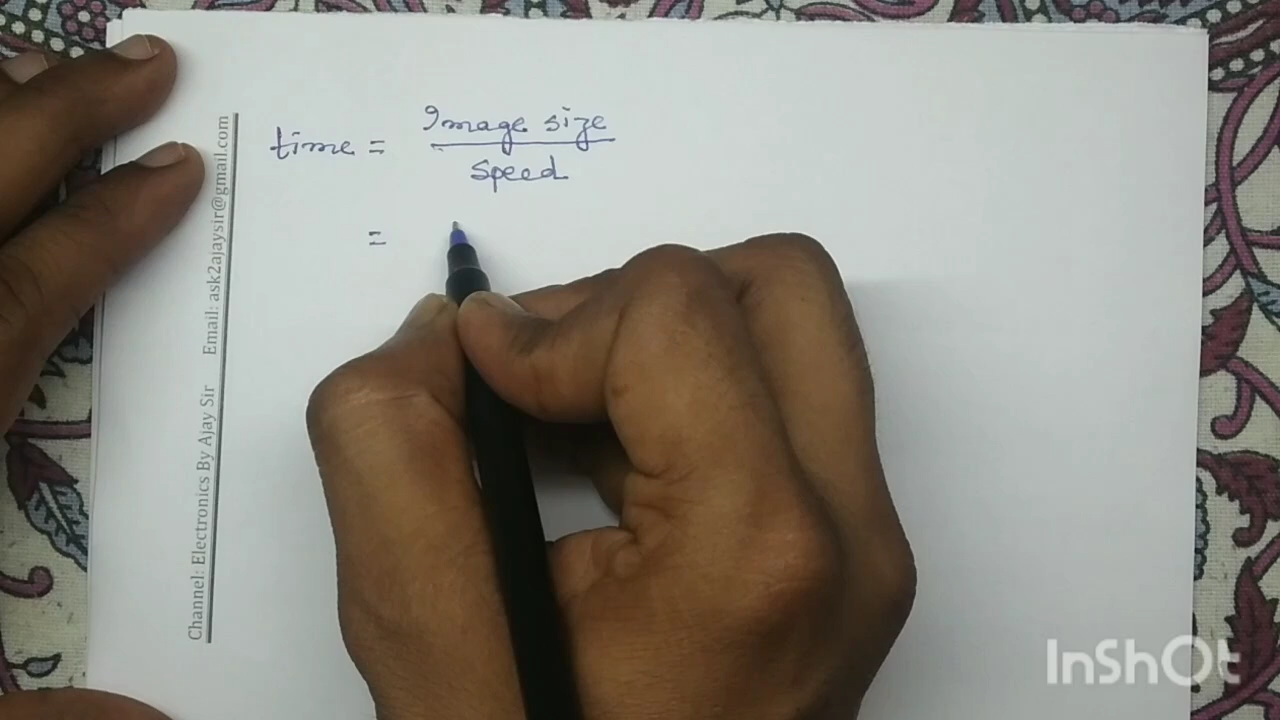 time = Image size
speed
=
Channel: Electronics By Ajay Sir Email: ask2ajaysir@gmail.com
InShOt